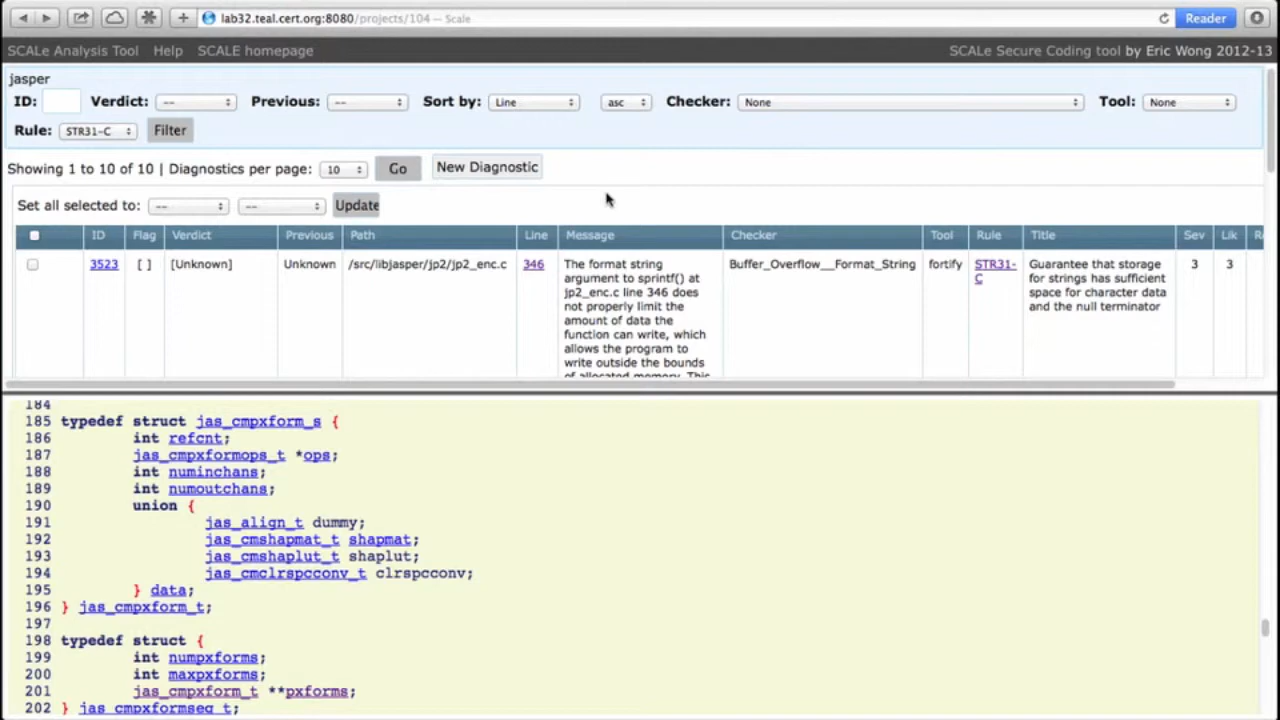 lab32.teal.cert.org:8080/projects/104 — Scale
Reader
SCALe Analysis Tool Help SCALE homepage SCALe Secure Coding tool by Eric Wong 2012-13
jasper
ID: Verdict: -- Previous: -- Sort by: Line asc Checker: None Tool: None
Rule: STR31-C Filter
Showing 1 to 10 of 10 | Diagnostics per page: 10 Go New Diagnostic
Set all selected to: -- -- Update
ID Flag Verdict Previous Path Line Message Checker Tool Rule Title Sev Lik
3523 [ ] [Unknown] Unknown /src/libjasper/jp2/jp2_enc.c 346 The format string Buffer_Overflow__Format_String fortify STR31- Guarantee that storage 3 3
argument to sprintf() at C for strings has sufficient
jp2_enc.c line 346 does space for character data
not properly limit the and the null terminator
amount of data the
function can write, which
allows the program to
write outside the bounds
of allocated memory. This
184
185 typedef struct jas_cmpxform_s {
186 int refcnt;
187 jas_cmpxformops_t *ops;
188 int numinchans;
189 int numoutchans;
190 union {
191 jas_align_t dummy;
192 jas_cmshapmat_t shapmat;
193 jas_cmshaplut_t shaplut;
194 jas_cmclrspcconv_t clrspcconv;
195 } data;
196 } jas_cmpxform_t;
197
198 typedef struct {
199 int numpxforms;
200 int maxpxforms;
201 jas_cmpxform_t **pxforms;
202 } jas_cmpxformseq_t;